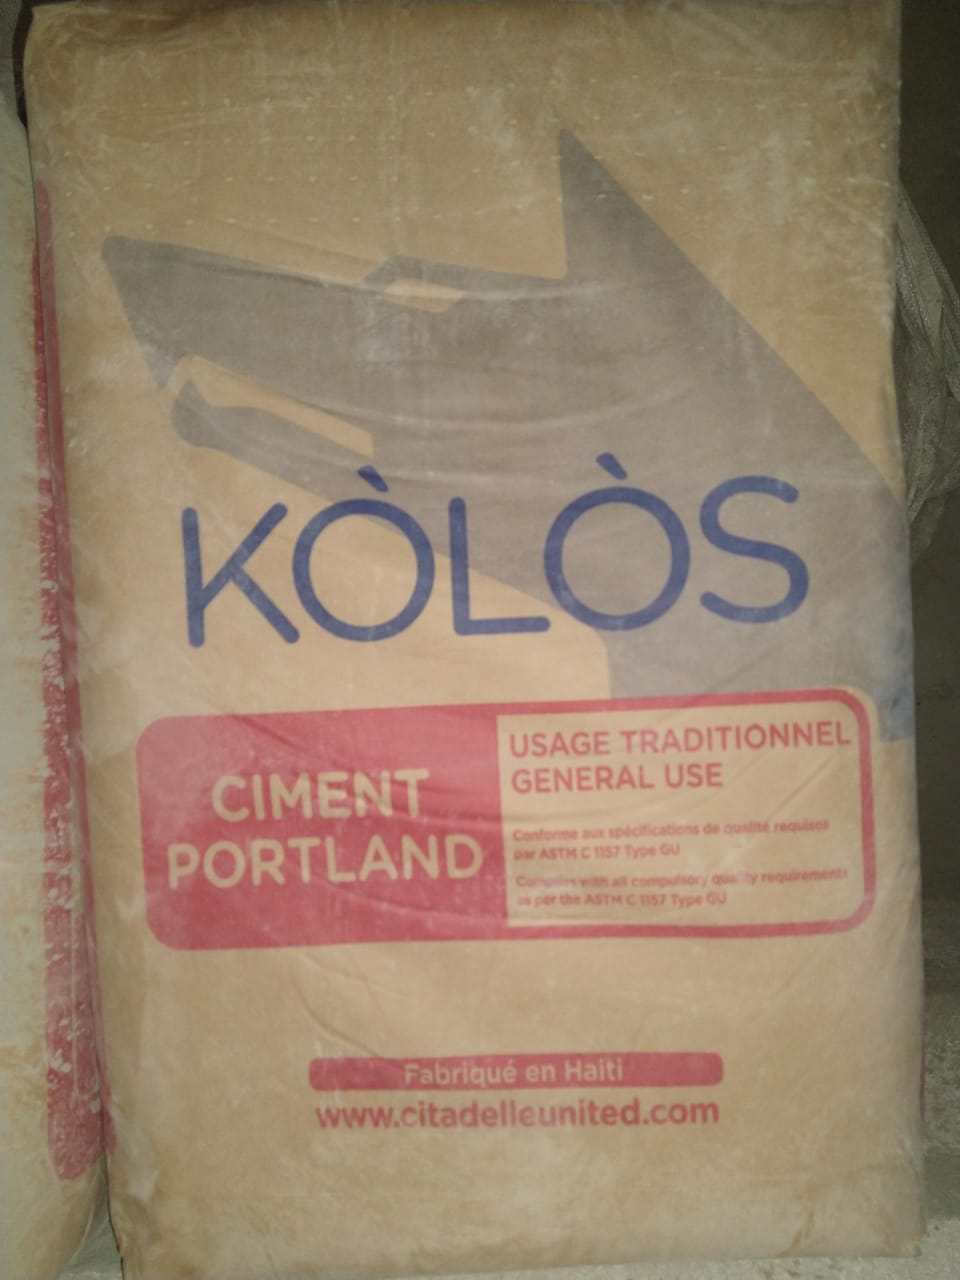 KÒLÒS
CIMENT
PORTLAND
USAGE TRADITIONNEL
GENERAL USE
Conforme aux spécifications de qualité requises
par ASTM C 1157 Type GU
Complies with all compulsory quality requirements
as per the ASTM C 1157 Type GU
Fabriqué en Haiti
www.citadelleunited.com